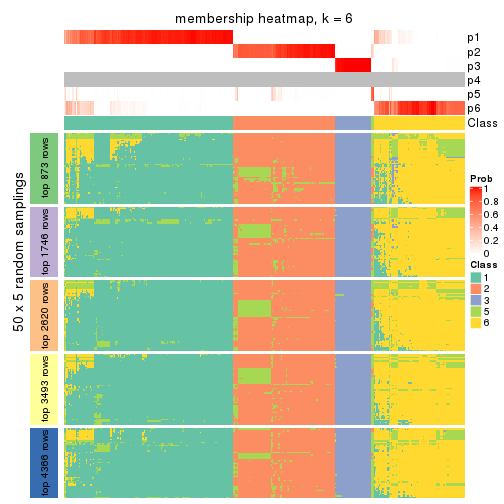 membership heatmap, k = 6
p1
p2
p3
p4
p5
p6
Class
50 x 5 random samplings
top 873 rows
top 1746 rows
top 2620 rows
top 3493 rows
top 4366 rows
Prob
1
0.8
0.6
0.4
0.2
0
Class
1
2
3
5
6